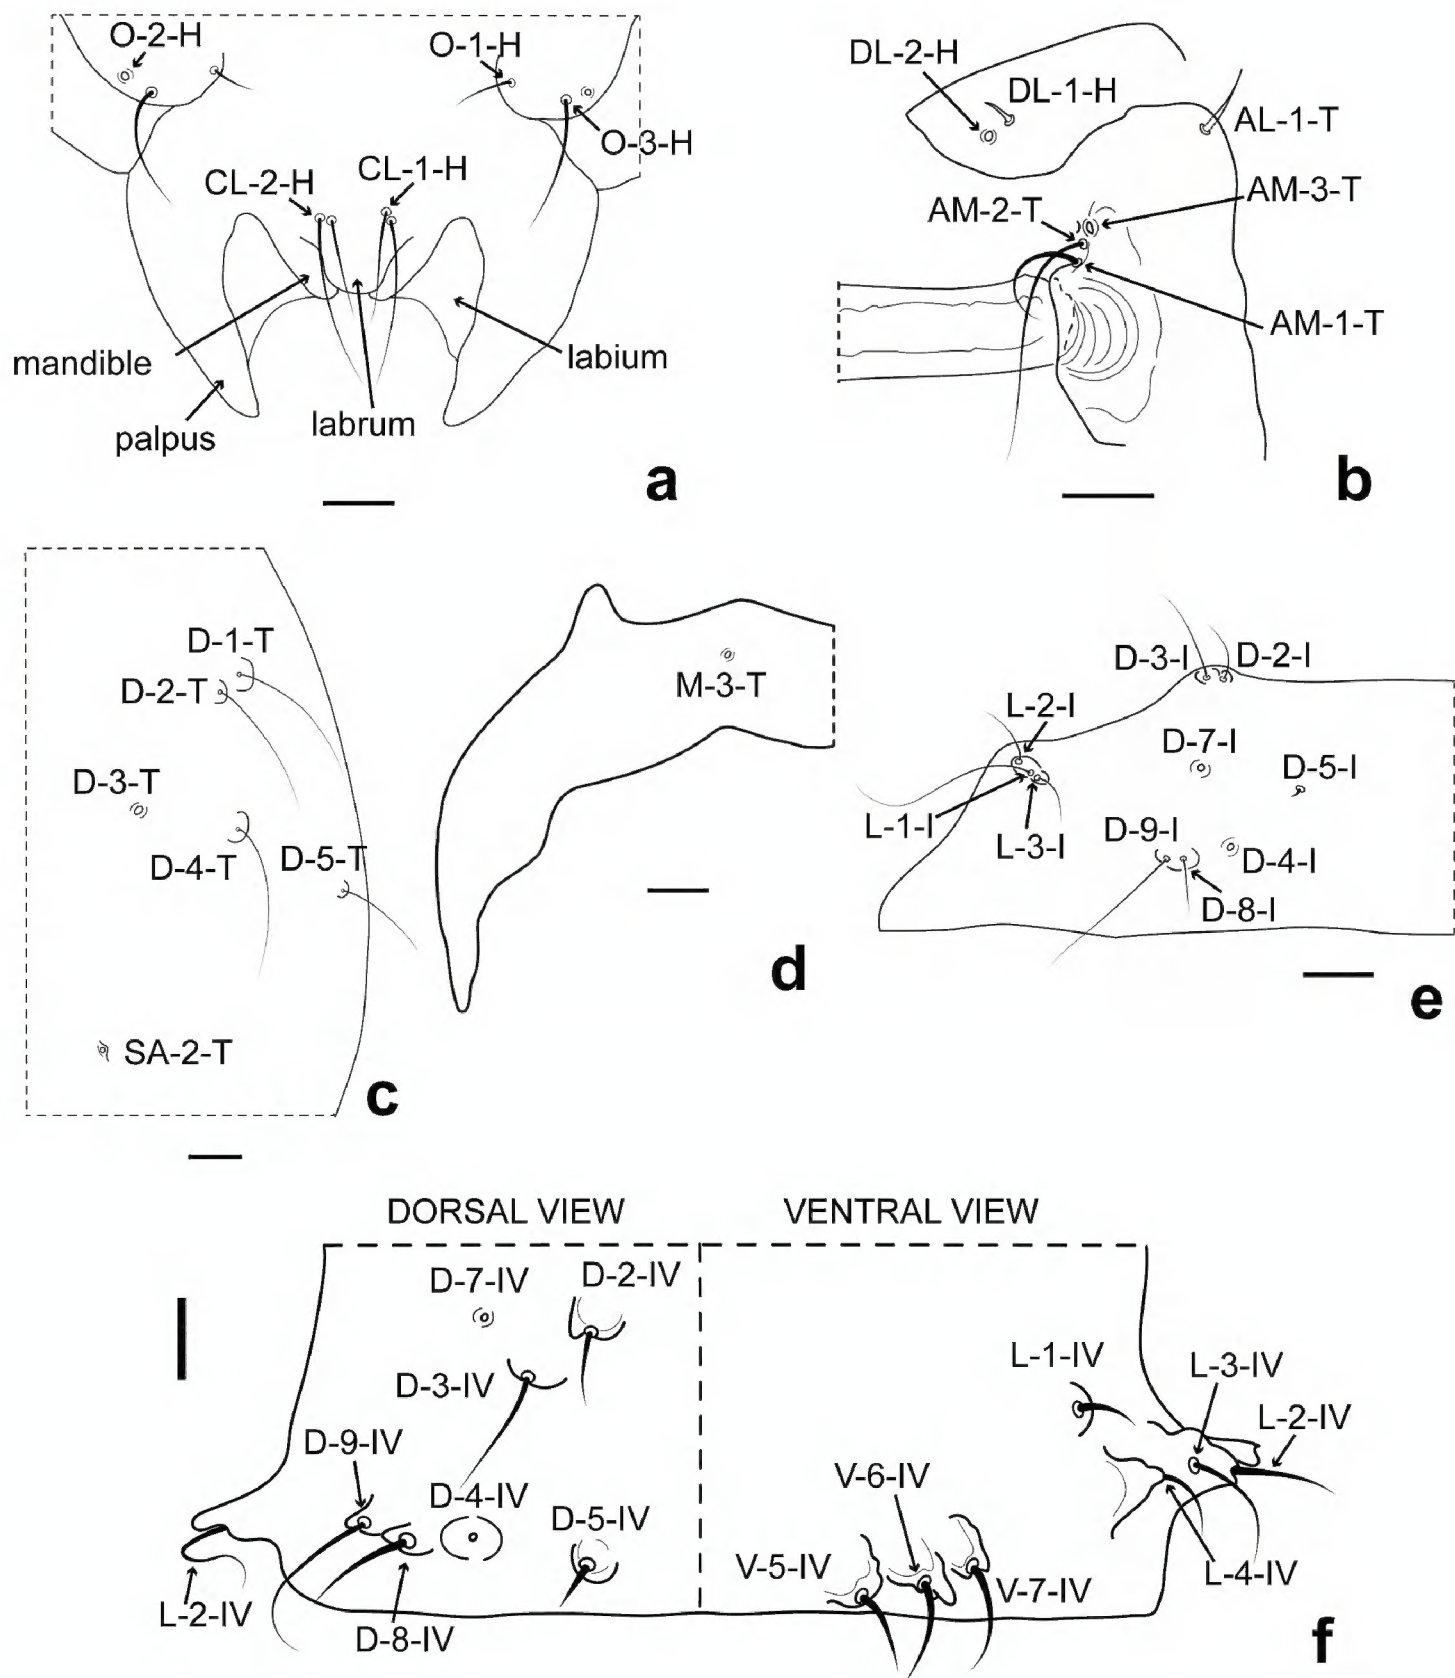 O-2-H
O-1-H
O-3-H
CL-2-H
CL-1-H
mandible
labium
palpus
labrum
a
DL-2-H
DL-1-H
AL-1-T
AM-2-T
AM-3-T
AM-1-T
b
D-1-T
D-2-T
D-3-T
D-4-T
D-5-T
SA-2-T
c
M-3-T
d
D-3-I
D-2-I
L-2-I
D-7-I
D-5-I
L-1-I
L-3-I
D-9-I
D-4-I
D-8-I
e
DORSAL VIEW
VENTRAL VIEW
D-7-IV
D-2-IV
D-3-IV
D-9-IV
D-4-IV
D-5-IV
L-2-IV
D-8-IV
L-1-IV
L-3-IV
L-2-IV
V-6-IV
V-5-IV
V-7-IV
L-4-IV
f